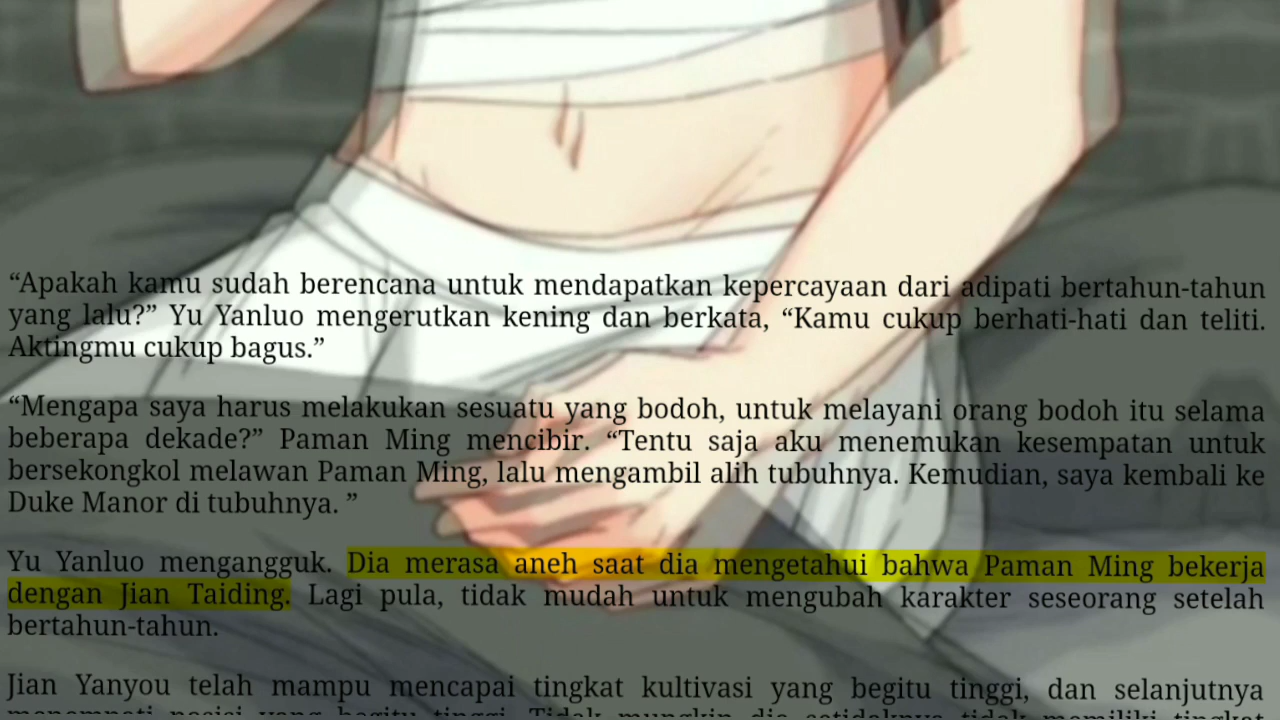 “Apakah kamu sudah berencana untuk mendapatkan kepercayaan dari adipati bertahun-tahun
yang lalu?” Yu Yanluo mengerutkan kening dan berkata, “Kamu cukup berhati-hati dan teliti.
Aktingmu cukup bagus.”
“Mengapa saya harus melakukan sesuatu yang bodoh, untuk melayani orang bodoh itu selama
beberapa dekade?” Paman Ming mencibir. “Tentu saja aku menemukan kesempatan untuk
bersekongkol melawan Paman Ming, lalu mengambil alih tubuhnya. Kemudian, saya kembali ke
Duke Manor di tubuhnya. ”
Yu Yanluo mengangguk. Dia merasa aneh saat dia mengetahui bahwa Paman Ming bekerja
dengan Jian Taiding. Lagi pula, tidak mudah untuk mengubah karakter seseorang setelah
bertahun-tahun.
Jian Yanyou telah mampu mencapai tingkat kultivasi yang begitu tinggi, dan selanjutnya